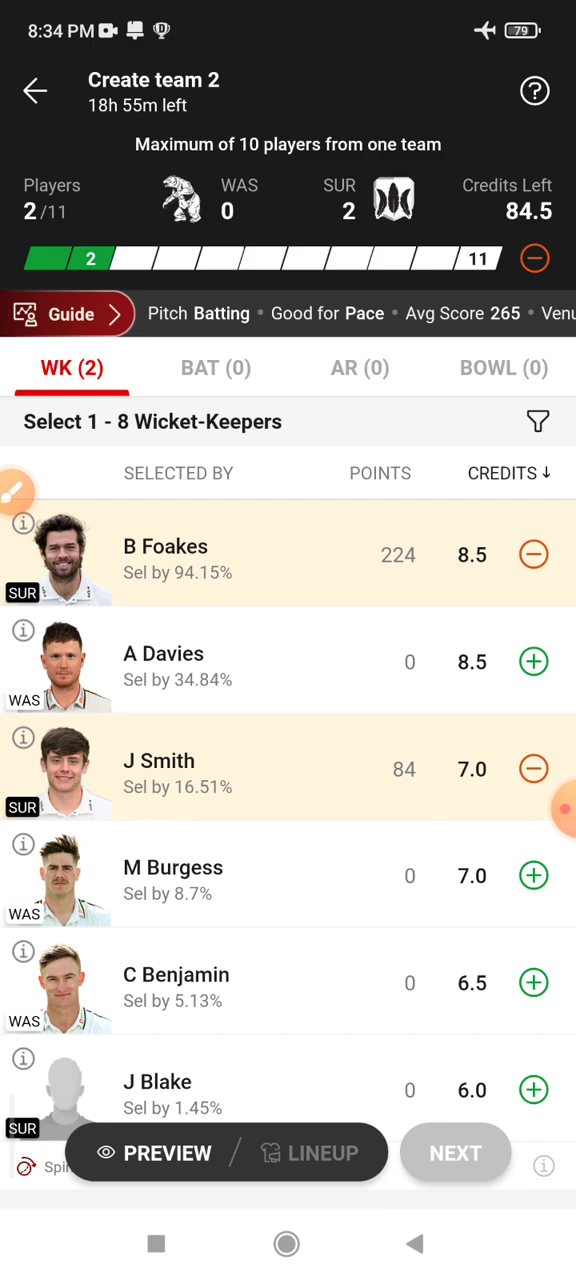 8:34 PM
79
Create team 2
18h 55m left
Maximum of 10 players from one team
Players
2/11
WAS
0
SUR
2
Credits Left
84.5
2
11
Guide
Pitch Batting • Good for Pace • Avg Score 265 • Venu
WK (2)
BAT (0)
AR (0)
BOWL (0)
Select 1 - 8 Wicket-Keepers
SELECTED BY
POINTS
CREDITS ↓
B Foakes
Sel by 94.15%
224
8.5
SUR
A Davies
Sel by 34.84%
0
8.5
WAS
J Smith
Sel by 16.51%
84
7.0
SUR
M Burgess
Sel by 8.7%
0
7.0
WAS
C Benjamin
Sel by 5.13%
0
6.5
WAS
J Blake
Sel by 1.45%
0
6.0
SUR
PREVIEW
LINEUP
NEXT